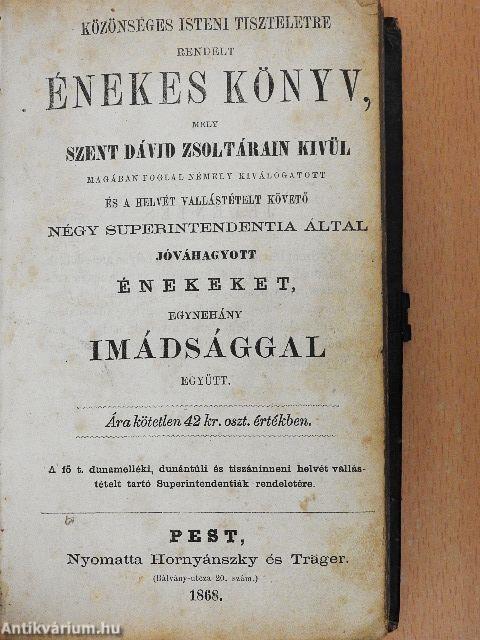 KÖZÖNSÉGES ISTENI TISZTELETRE
RENDELT
ÉNEKES KÖNYV,
MELY
SZENT DÁVID ZSOLTÁRAIN KIVÜL
MAGÁBAN FOGLAL NÉMELY KIVÁLOGATOTT
ÉS A HELVÉT VALLÁSTÉTELT KÖVETŐ
NÉGY SUPERINTENDENTIA ÁLTAL
JÓVÁHAGYOTT
ÉNEKEKET,
EGYNEHÁNY
IMÁDSÁGGAL
EGYÜTT.
Ára kötetlen 42 kr. oszt. értékben.
A fő t. dunamelléki, dunántúli és tiszáninneni helvét vallás-
tételt tartó Superintendentiák rendeletére.
PEST,
Nyomatta Hornyánszky és Träger.
(Bálvány-utcza 20. szám.)
1868.
Antikvárium.hu